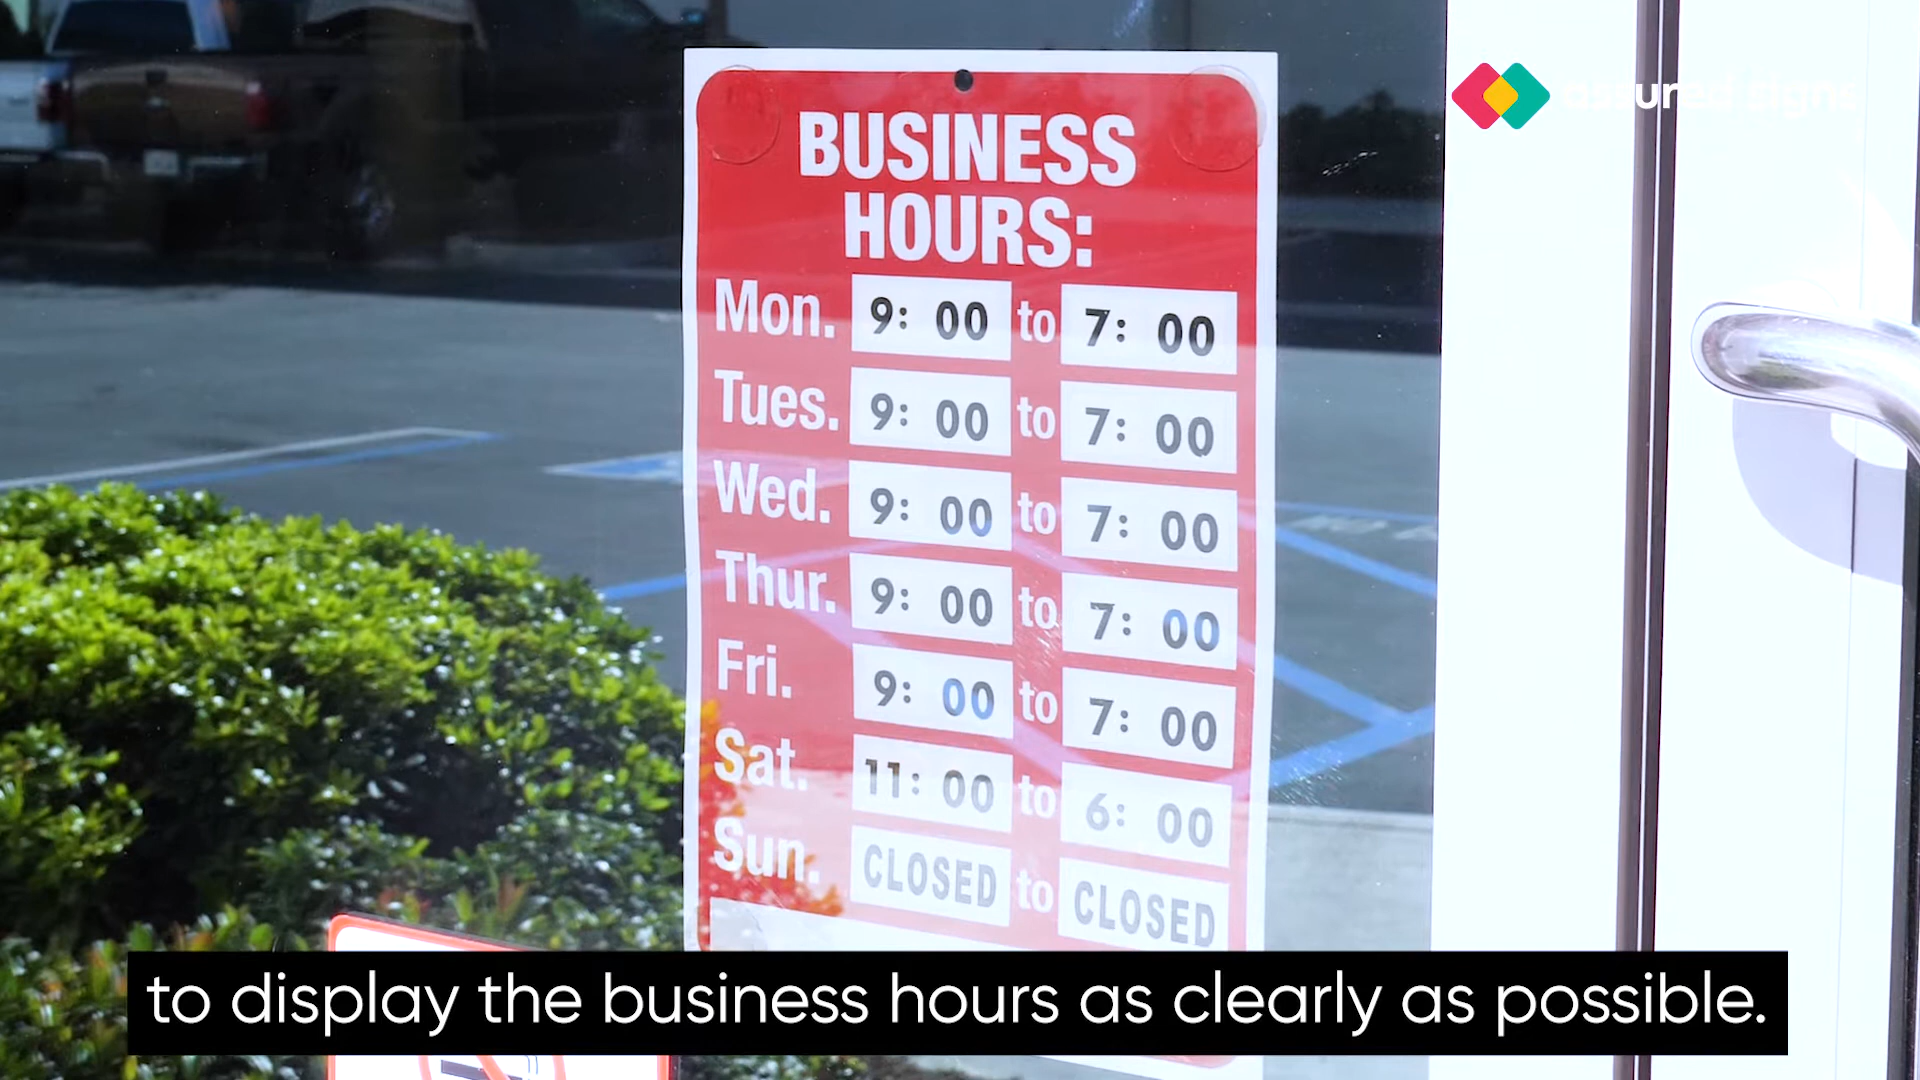 assured signs
BUSINESS
HOURS:
Mon. 9: 00 to 7: 00
Tues. 9: 00 to 7: 00
Wed. 9: 00 to 7: 00
Thur. 9: 00 to 7: 00
Fri. 9: 00 to 7: 00
Sat. 11: 00 to 6: 00
Sun. CLOSED to CLOSED
to display the business hours as clearly as possible.